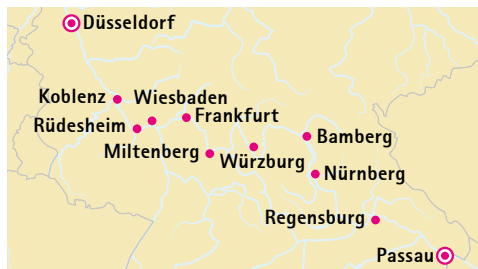 Düsseldorf
Koblenz
Wiesbaden
Rüdesheim
Frankfurt
Miltenberg
Würzburg
Bamberg
Nürnberg
Regensburg
Passau